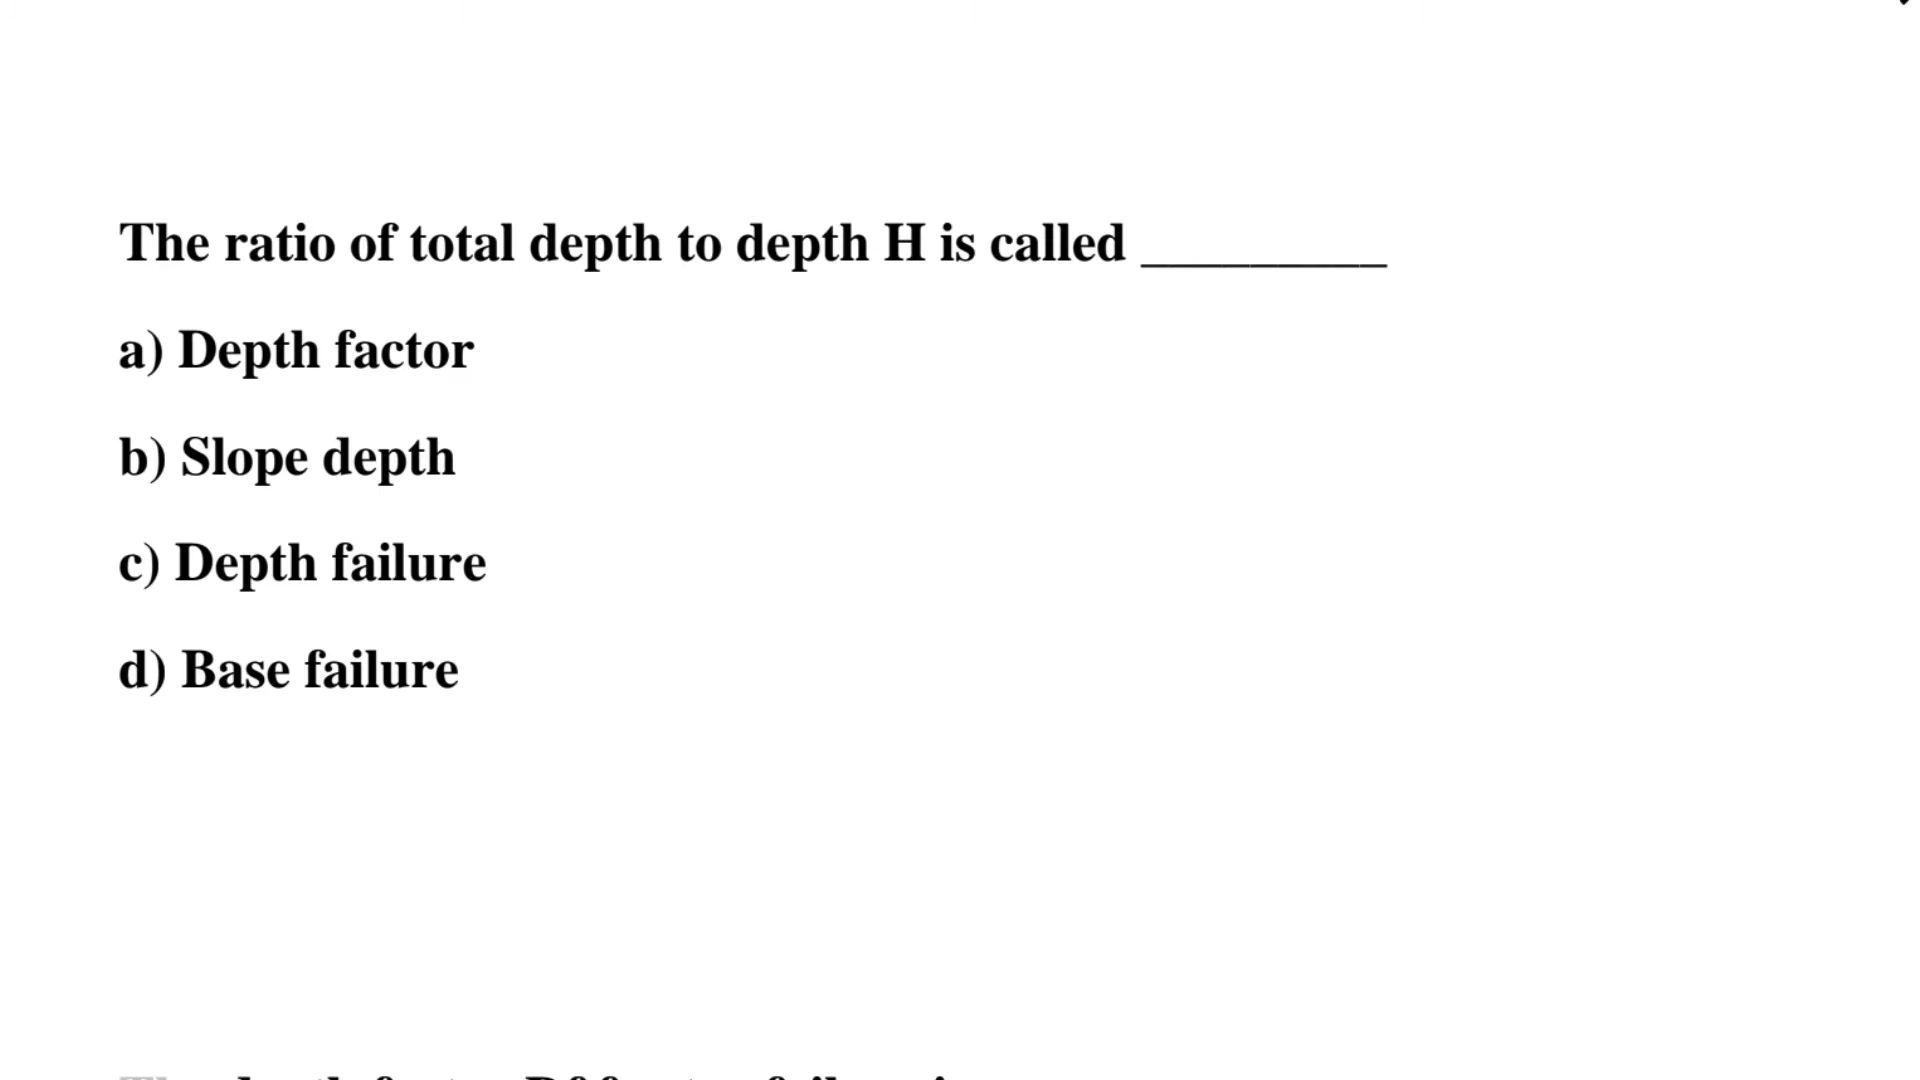 The ratio of total depth to depth H is called _________
a) Depth factor
b) Slope depth
c) Depth failure
d) Base failure